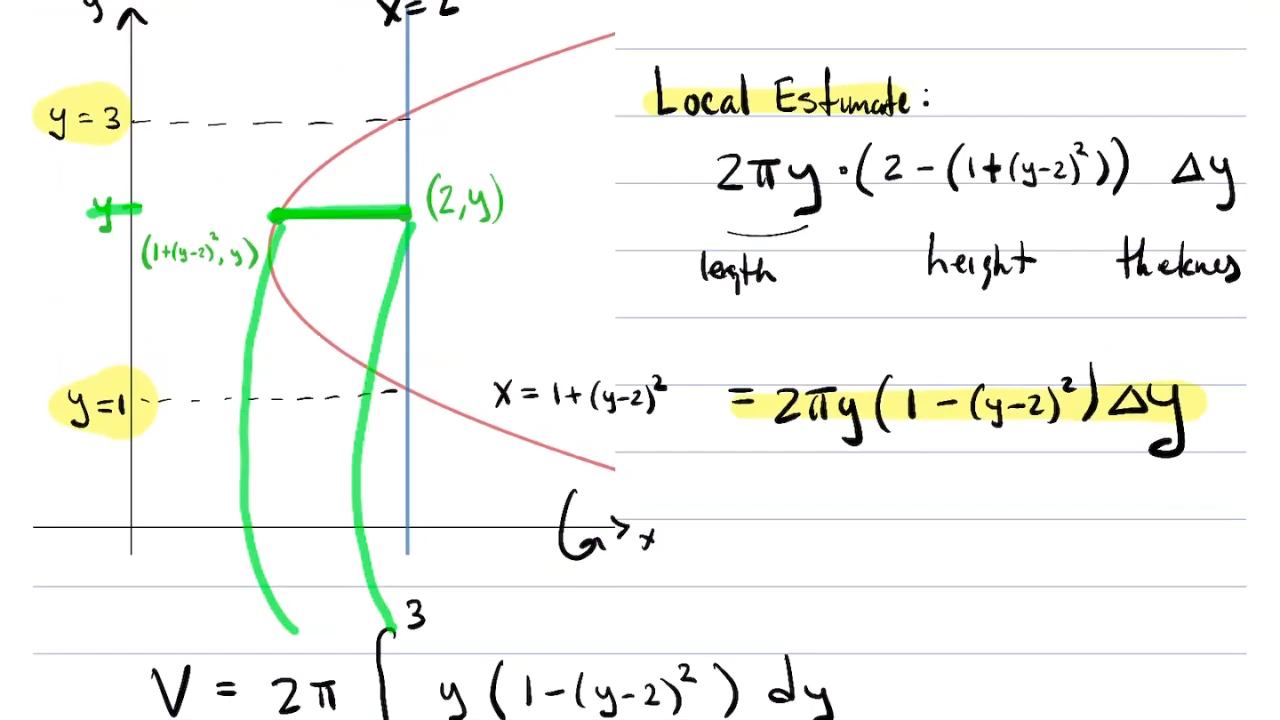 y
x = 2
y = 3
y
(2, y)
(1+(y-2)², y)
y = 1
x = 1 + (y-2)²
x
Local Estimate:
2πy · (2 - (1+(y-2)²)) Δy
length height thicknes
= 2πy (1 - (y-2)²) Δy
3
V = 2π ∫ y (1-(y-2)²) dy